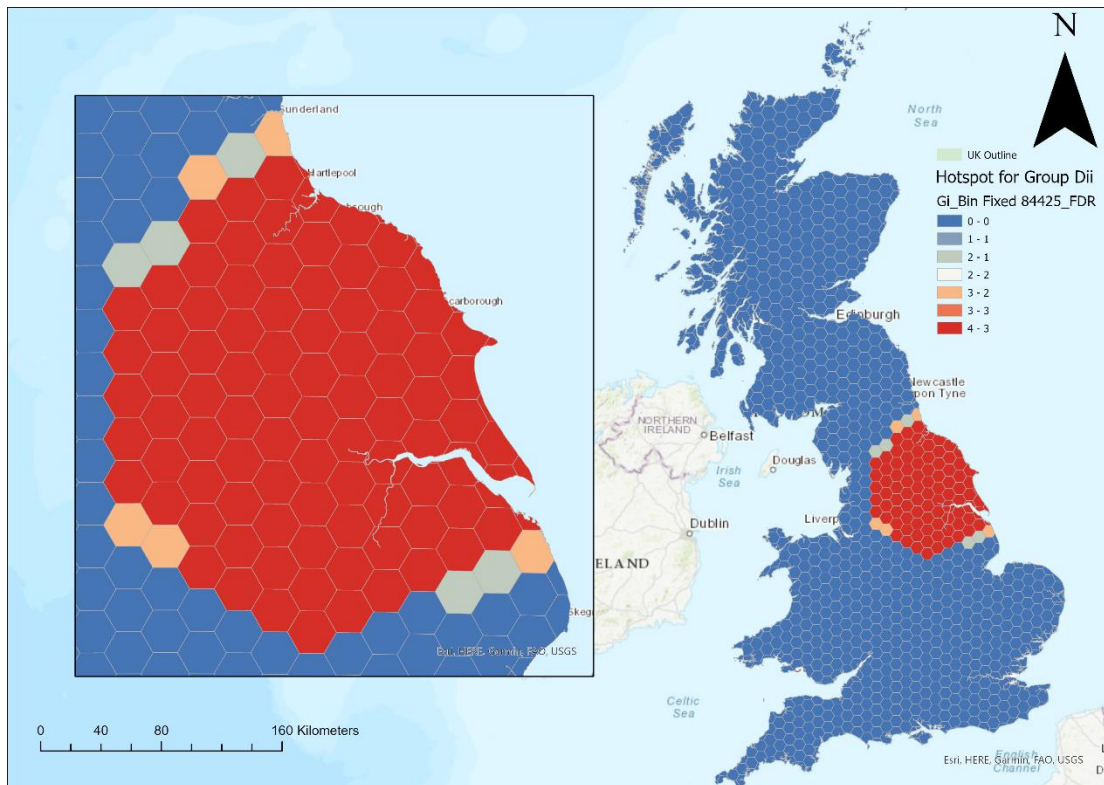 N
North
Sea
UK Outline
Hotspot for Group Dii
Gi_Bin Fixed 84425_FDR
0 - 0
1 - 1
2 - 1
2 - 2
3 - 2
3 - 3
4 - 3
Sunderland
Hartlepool
brough
carborough
Skeg
Esri, HERE, Garmin, FAO, USGS
Edinburgh
Newcastle
upon Tyne
NORTHERN
IRELAND
Belfast
Douglas
Irish
Sea
Dublin
Liverp
ELAND
Celtic
Sea
English
Channel
Esri, HERE, Garmin, FAO, USGS
0 40 80 160 Kilometers